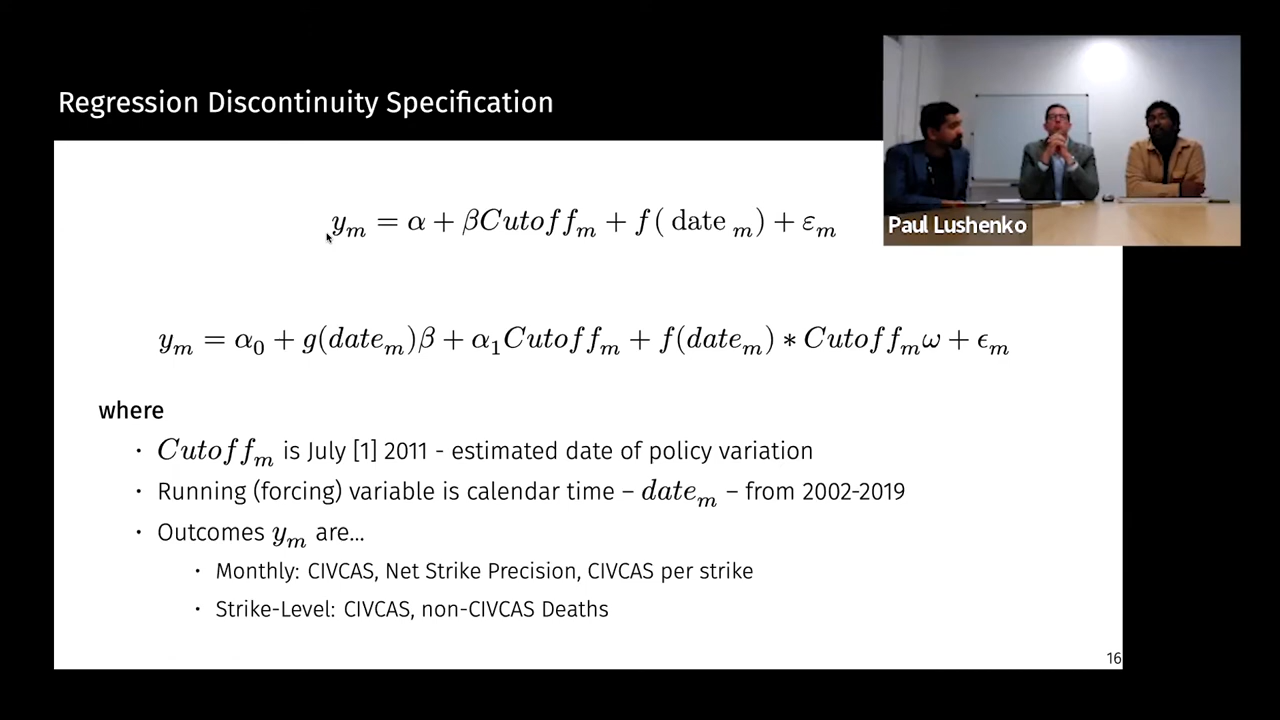 Regression Discontinuity Specification
y_m = α + βCutoff_m + f( date _m) + ε_m
Paul Lushenko
y_m = α_0 + g(date_m)β + α_1Cutoff_m + f(date_m) * Cutoff_mω + ϵ_m
where
· Cutoff_m is July [1] 2011 - estimated date of policy variation
· Running (forcing) variable is calendar time – date_m – from 2002-2019
· Outcomes y_m are...
· Monthly: CIVCAS, Net Strike Precision, CIVCAS per strike
· Strike-Level: CIVCAS, non-CIVCAS Deaths
16